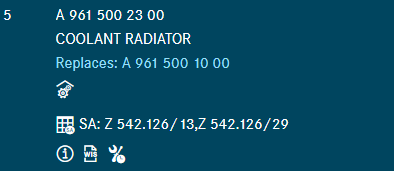 5 A 961 500 23 00
COOLANT RADIATOR
Replaces: A 961 500 10 00
SA SA: Z 542.126/13,Z 542.126/29
i WIS